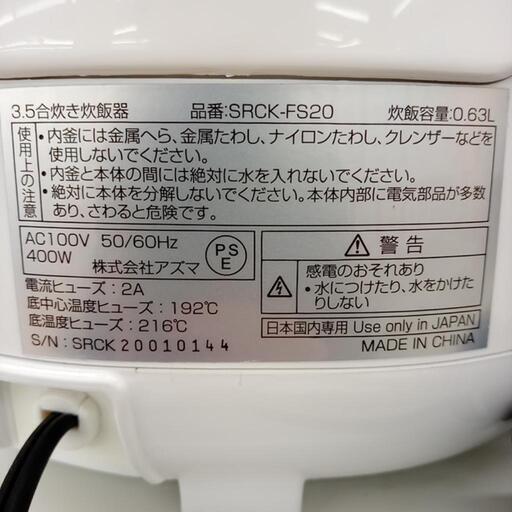 3.5合炊き炊飯器 品番:SRCK-FS20 炊飯容量:0.63L
使用上の注意
・内釜には金属へら、金属たわし、ナイロンたわし、クレンザーなどを
使用しないでください。
・内釜と本体の間には絶対に水を入れないでください。
・絶対に本体を分解しないでください。本体内部に電気部品が多数
あり、さわると危険です。
AC100V 50/60Hz
400W 株式会社アズマ
PS
E
電流ヒューズ:2A
底中心温度ヒューズ:192℃
底温度ヒューズ:216℃
S/N:SRCK20010144
警告
感電のおそれあり
・水につけたり、水をかけた
りしない
日本国内専用 Use only in JAPAN
MADE IN CHINA